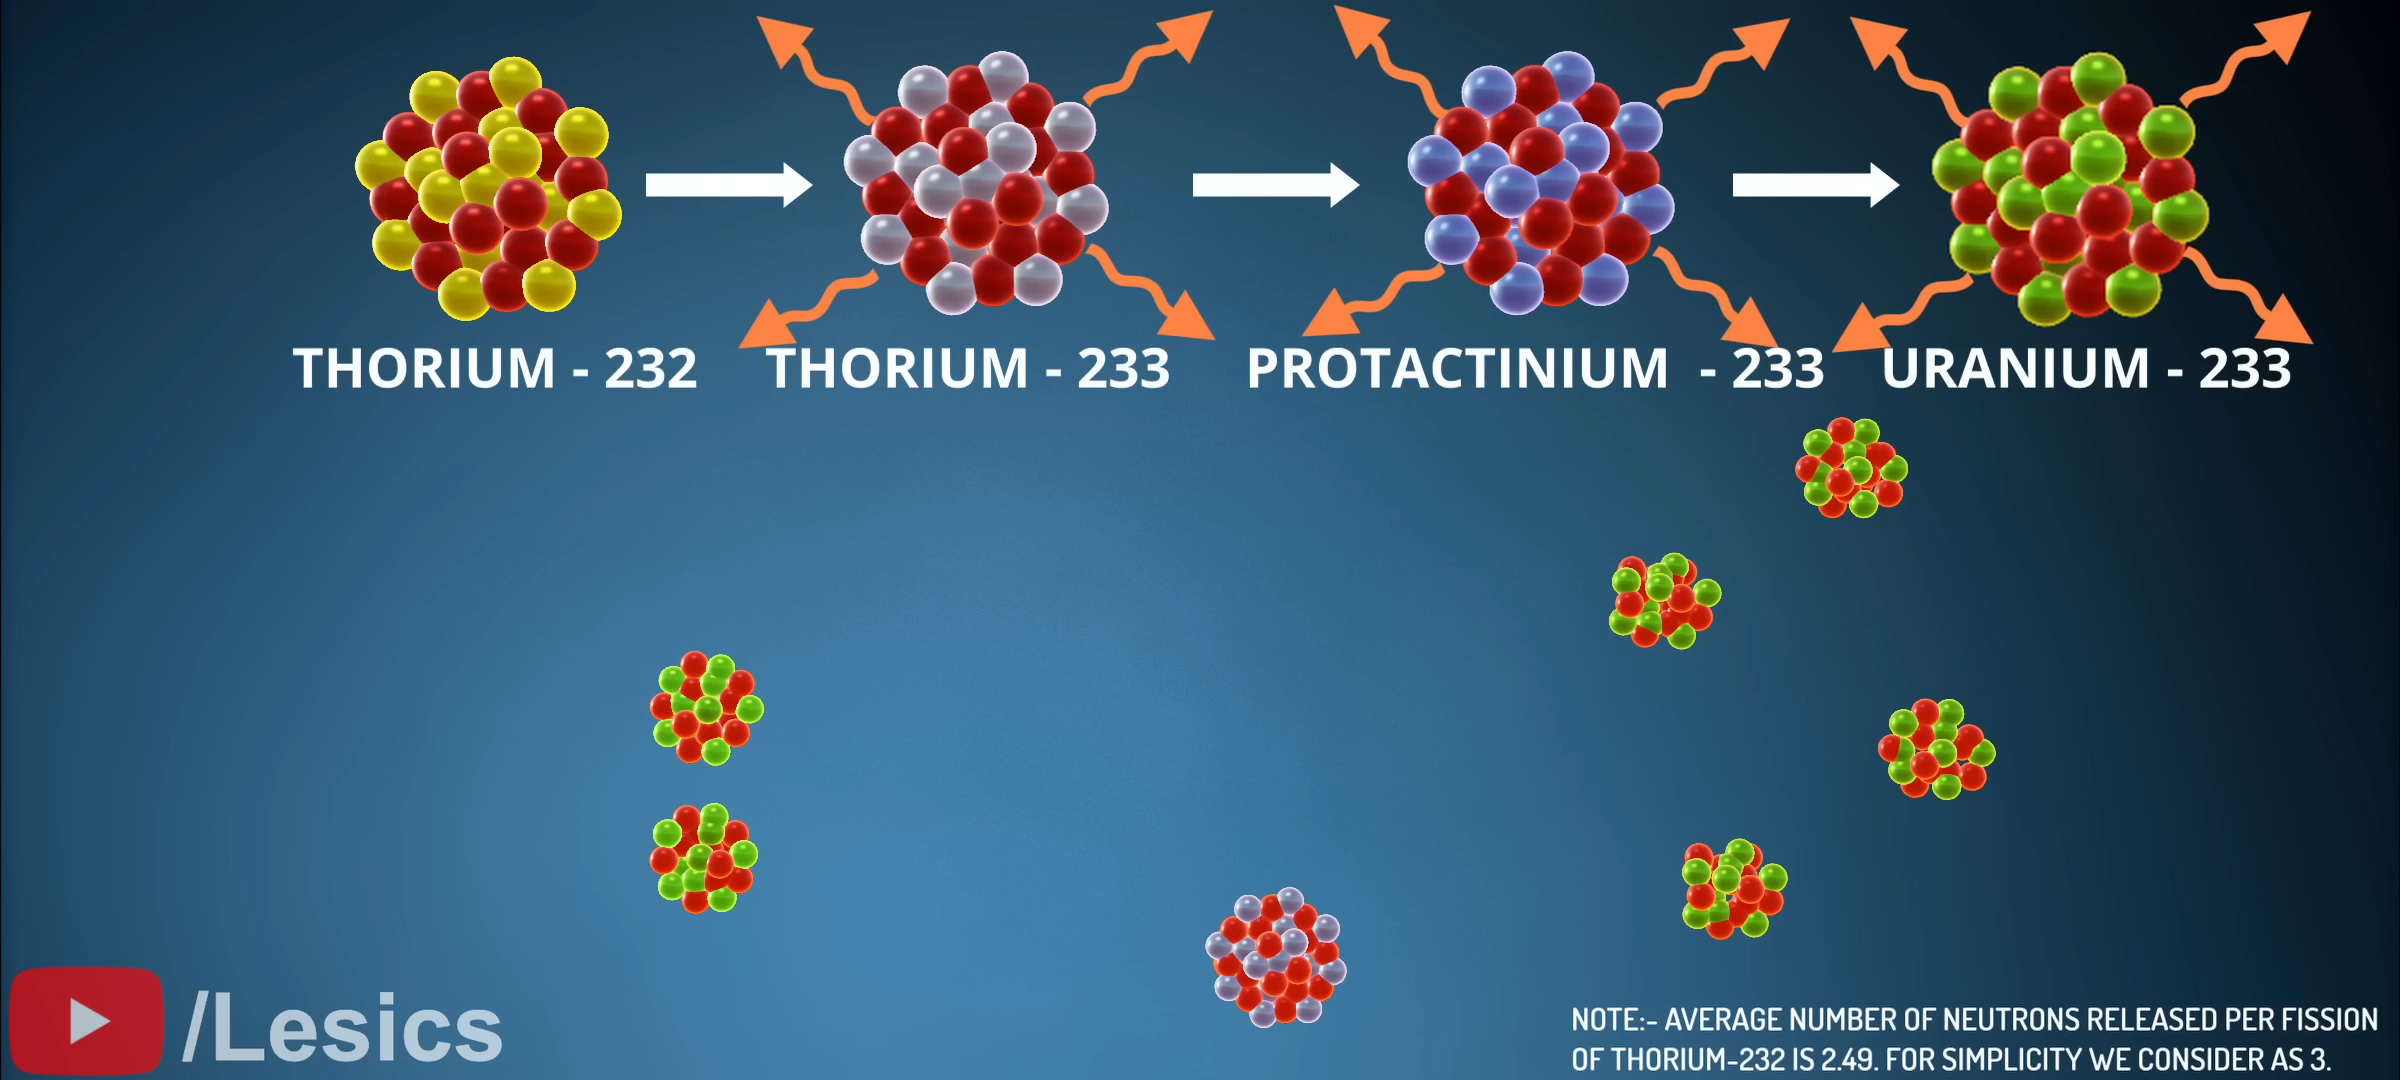 THORIUM - 232
THORIUM - 233
PROTACTINIUM - 233
URANIUM - 233
/Lesics
NOTE:- AVERAGE NUMBER OF NEUTRONS RELEASED PER FISSION
OF THORIUM-232 IS 2.49. FOR SIMPLICITY WE CONSIDER AS 3.